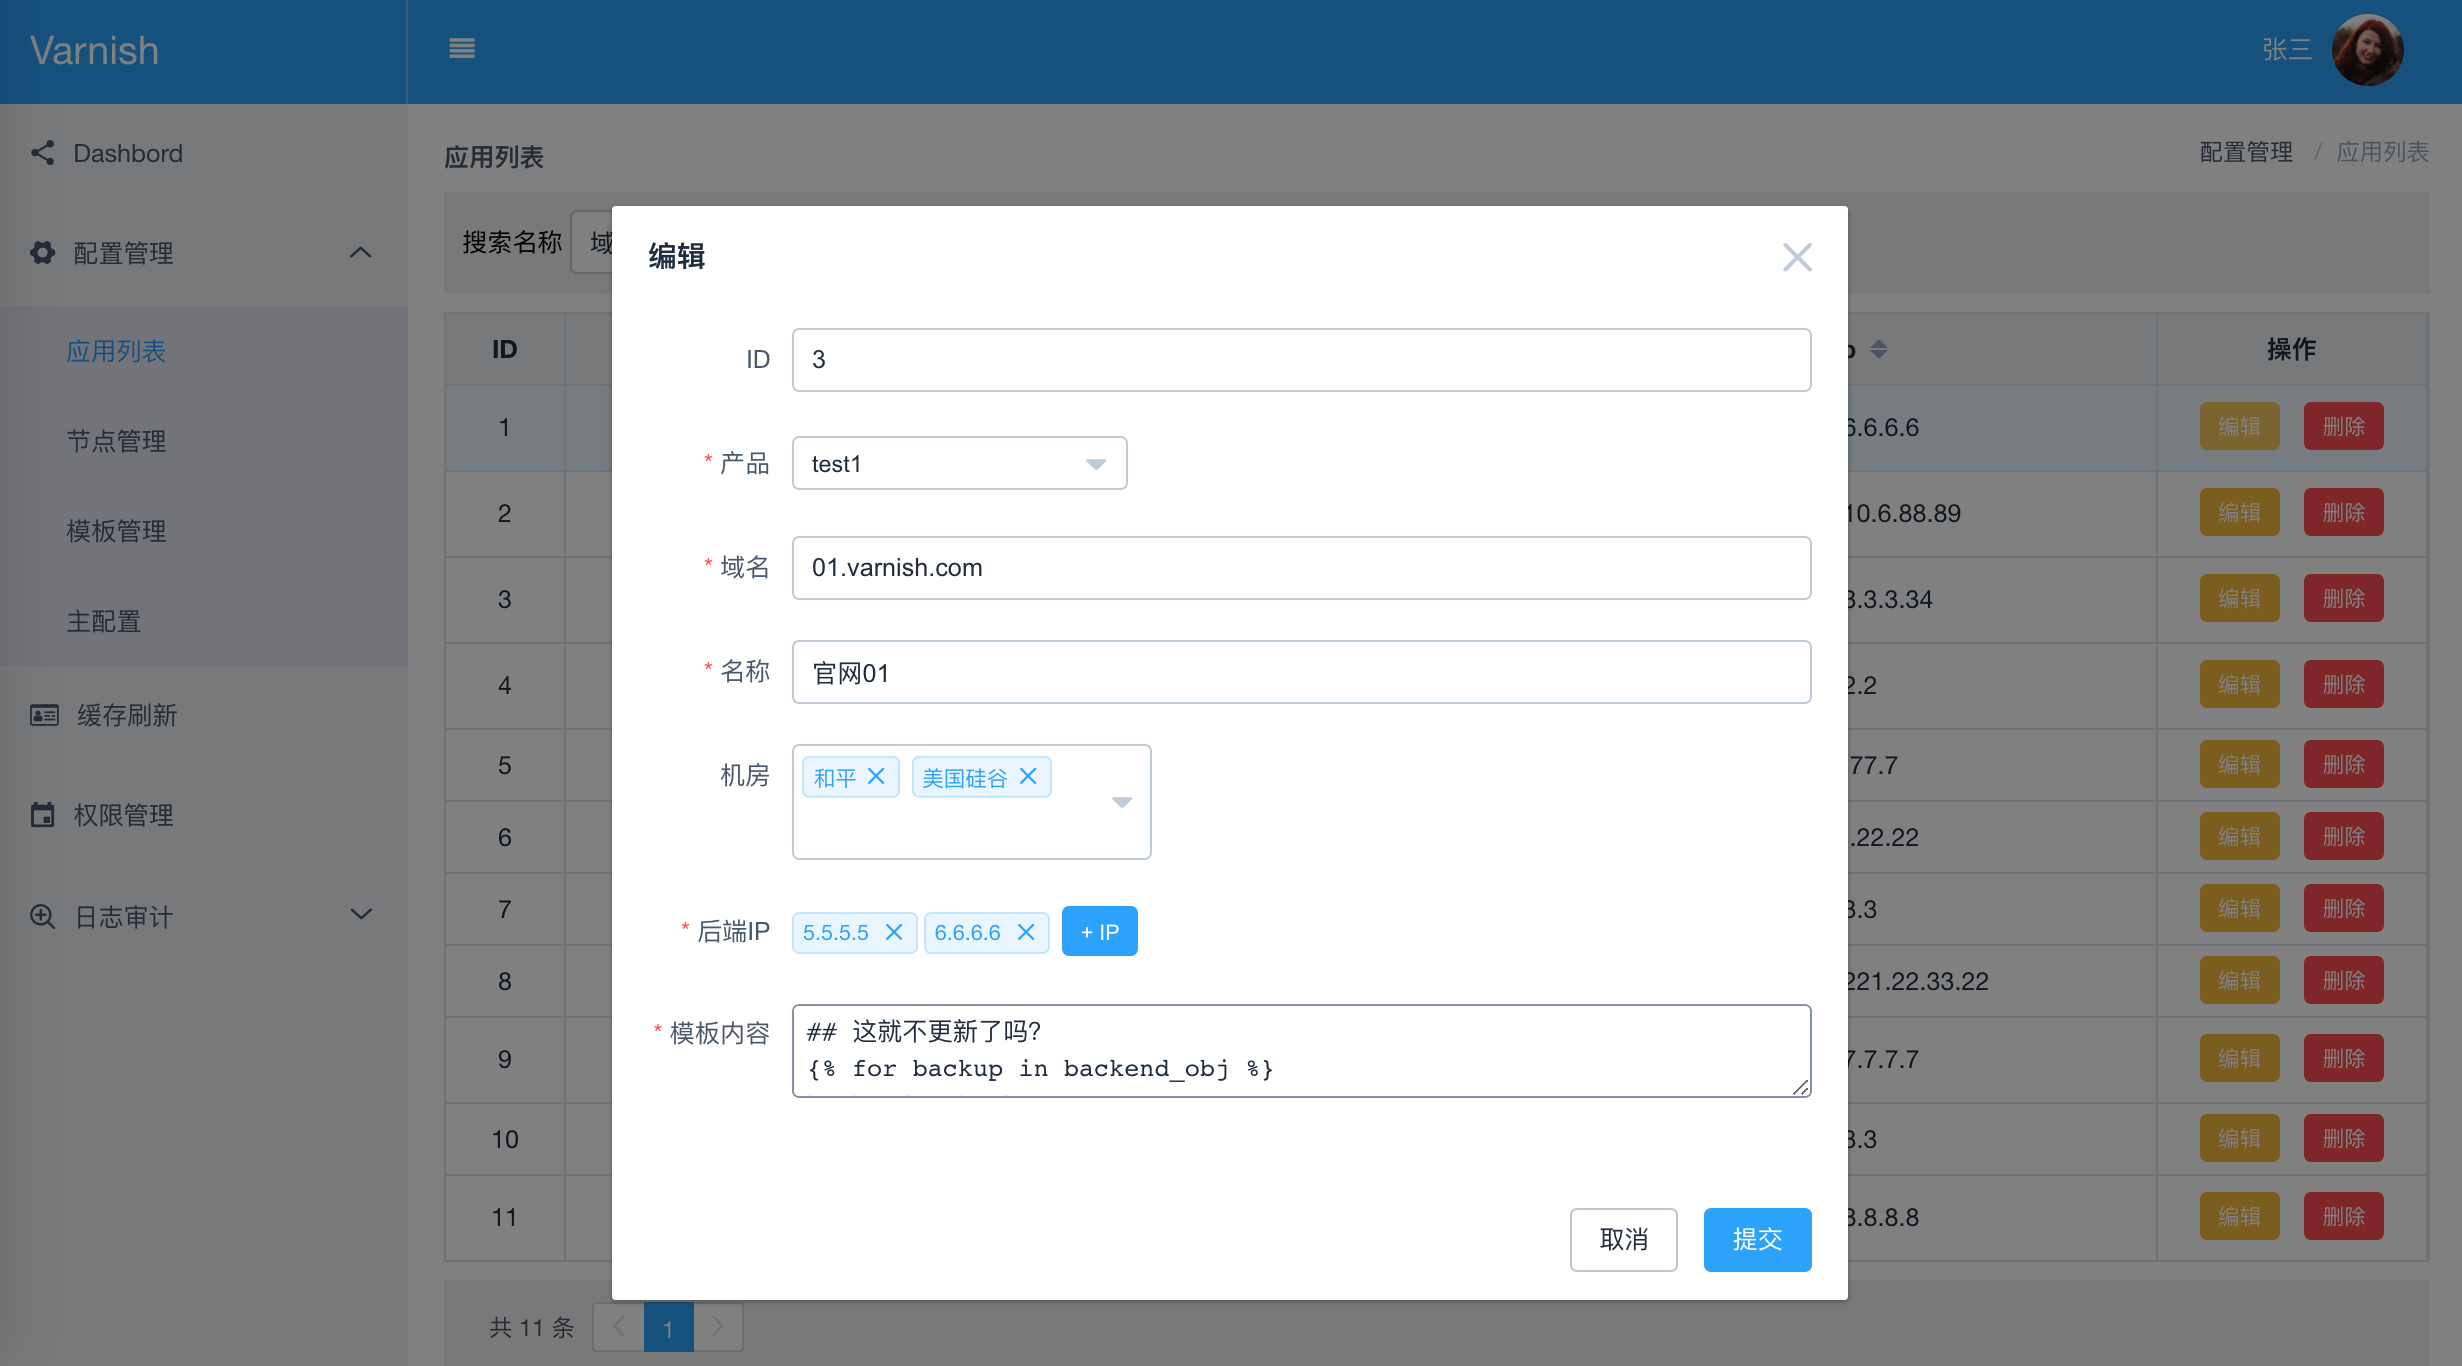 Varnish
张三
Dashbord
配置管理
应用列表
节点管理
模板管理
主配置
缓存刷新
权限管理
日志审计
应用列表
配置管理 / 应用列表
搜索名称
域
ID
操作
1
6.6.6.6
编辑 删除
2
10.6.88.89
编辑 删除
3
3.3.3.34
编辑 删除
4
2.2
编辑 删除
5
77.7
编辑 删除
6
.22.22
编辑 删除
7
3.3
编辑 删除
8
221.22.33.22
编辑 删除
9
7.7.7.7
编辑 删除
10
3.3
编辑 删除
11
8.8.8
编辑 删除
共 11 条
1
编辑
ID 3
* 产品 test1
* 域名 01.varnish.com
* 名称 官网01
机房 和平 美国硅谷
* 后端IP 5.5.5.5 6.6.6.6 + IP
* 模板内容 ## 这就不更新了吗?
{% for backup in backend_obj %}
取消 提交